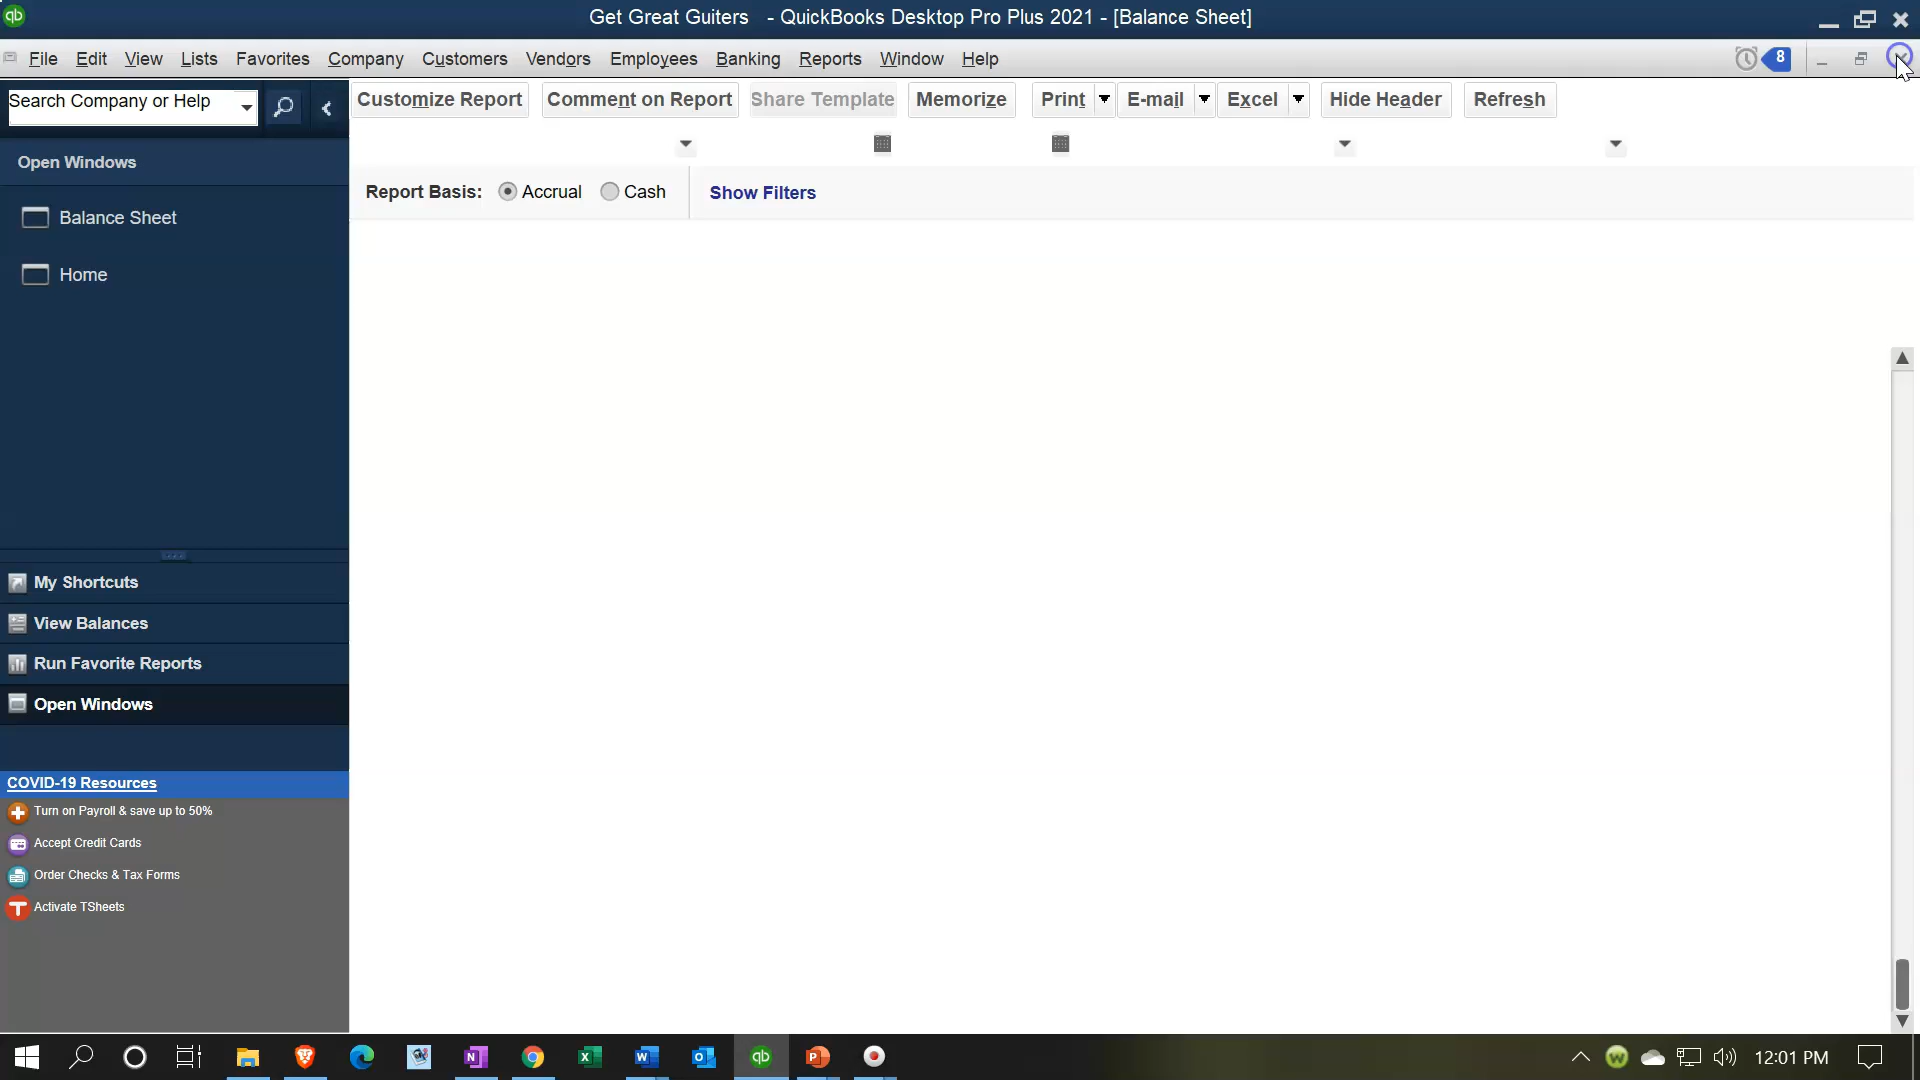 Get Great Guiters - QuickBooks Desktop Pro Plus 2021 - [Balance Sheet]
File Edit View Lists Favorites Company Customers Vendors Employees Banking Reports Window Help 8
Search Company or Help
Customize Report Comment on Report Share Template Memorize Print E-mail Excel Hide Header Refresh
Open Windows
Report Basis: Accrual Cash Show Filters
Balance Sheet
Home
My Shortcuts
View Balances
Run Favorite Reports
Open Windows
COVID-19 Resources
Turn on Payroll & save up to 50%
Accept Credit Cards
Order Checks & Tax Forms
Activate TSheets
12:01 PM